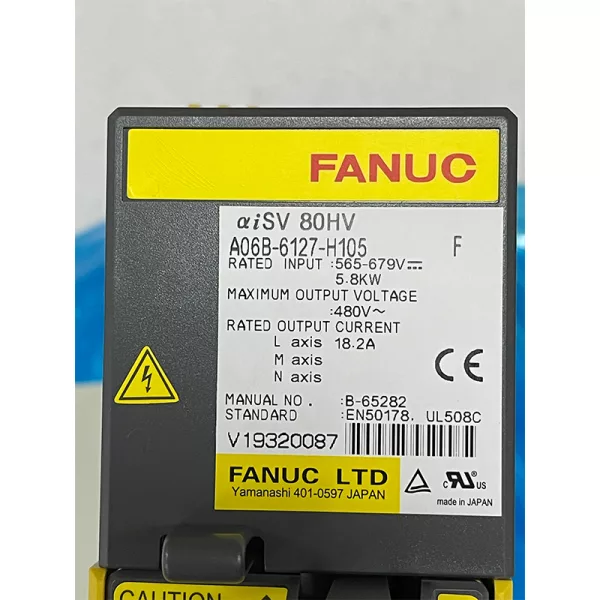 FANUC
αiSV 80HV
A06B-6127-H105 F
RATED INPUT :565-679V⎓
5.8KW
MAXIMUM OUTPUT VOLTAGE
:480V~
RATED OUTPUT CURRENT
L axis 18.2A
M axis
N axis
MANUAL NO. :B-65282
STANDARD :EN50178. UL508C
V19320087
FANUC LTD
Yamanashi 401-0597 JAPAN
CE
c RU US
made in JAPAN
CAUTION